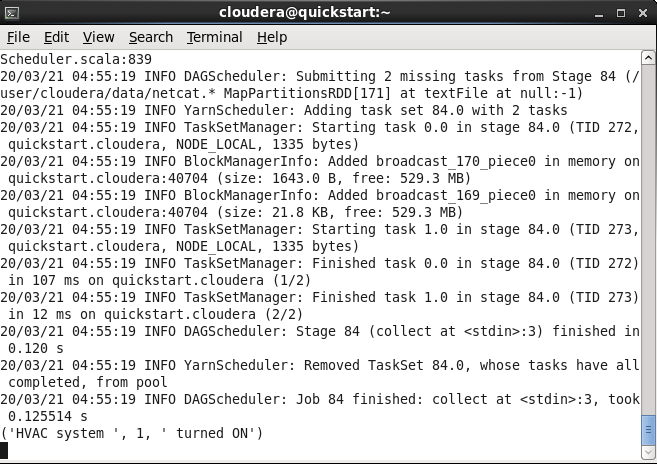 cloudera@quickstart:~
File Edit View Search Terminal Help
Scheduler.scala:839
20/03/21 04:55:19 INFO DAGScheduler: Submitting 2 missing tasks from Stage 84 (/
user/cloudera/data/netcat.* MapPartitionsRDD[171] at textFile at null:-1)
20/03/21 04:55:19 INFO YarnScheduler: Adding task set 84.0 with 2 tasks
20/03/21 04:55:19 INFO TaskSetManager: Starting task 0.0 in stage 84.0 (TID 272,
 quickstart.cloudera, NODE_LOCAL, 1335 bytes)
20/03/21 04:55:19 INFO BlockManagerInfo: Added broadcast_170_piece0 in memory on
 quickstart.cloudera:40704 (size: 1643.0 B, free: 529.3 MB)
20/03/21 04:55:19 INFO BlockManagerInfo: Added broadcast_169_piece0 in memory on
 quickstart.cloudera:40704 (size: 21.8 KB, free: 529.3 MB)
20/03/21 04:55:19 INFO TaskSetManager: Starting task 1.0 in stage 84.0 (TID 273,
 quickstart.cloudera, NODE_LOCAL, 1335 bytes)
20/03/21 04:55:19 INFO TaskSetManager: Finished task 0.0 in stage 84.0 (TID 272)
 in 107 ms on quickstart.cloudera (1/2)
20/03/21 04:55:19 INFO TaskSetManager: Finished task 1.0 in stage 84.0 (TID 273)
 in 12 ms on quickstart.cloudera (2/2)
20/03/21 04:55:19 INFO DAGScheduler: Stage 84 (collect at <stdin>:3) finished in
 0.120 s
20/03/21 04:55:19 INFO YarnScheduler: Removed TaskSet 84.0, whose tasks have all
 completed, from pool
20/03/21 04:55:19 INFO DAGScheduler: Job 84 finished: collect at <stdin>:3, took
 0.125514 s
('HVAC system ', 1, ' turned ON')